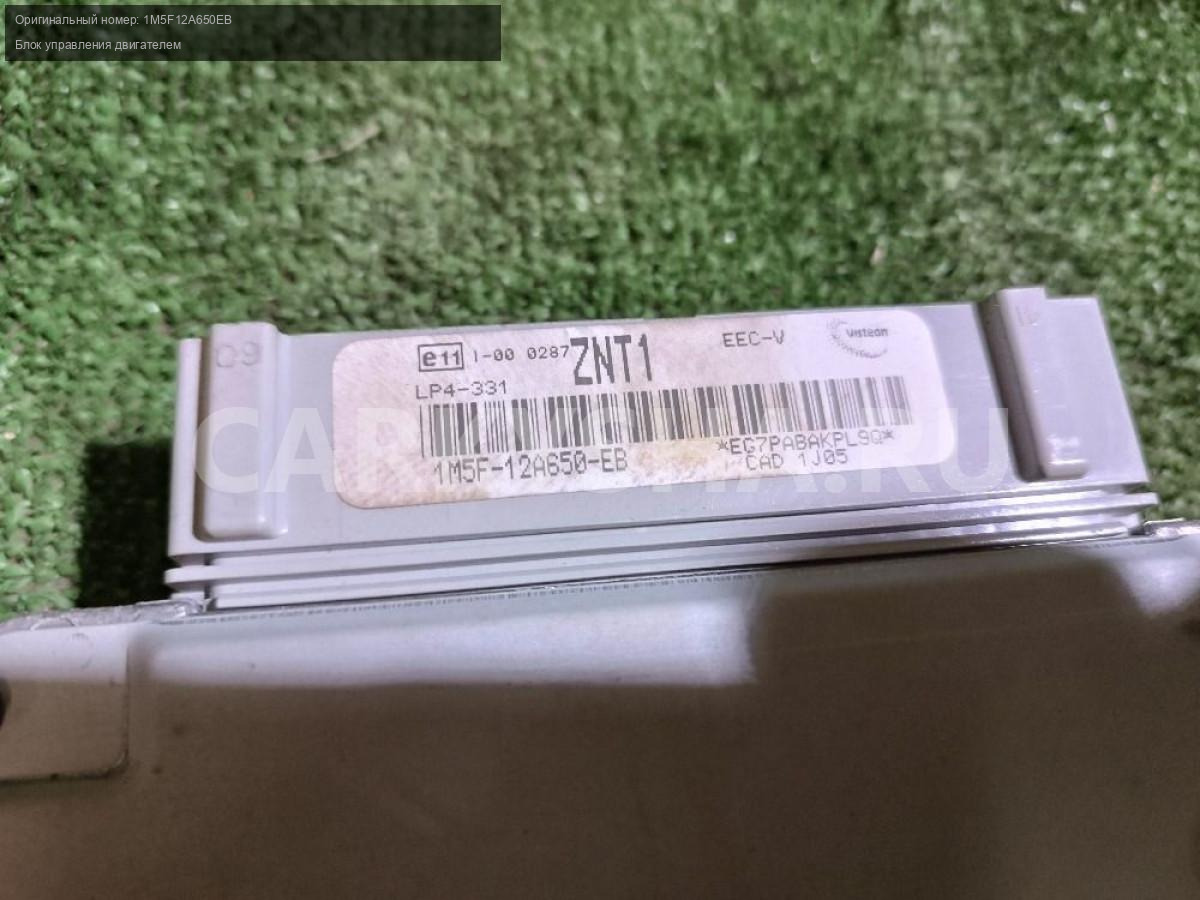 Оригинальный номер: 1M5F12A650EB
Блок управления двигателем
09
e11 I-00 0287 ZNT1 EEC-V Visteon
LP4-331
*EG7PABAKPL9Q*
1M5F-12A650-EB CAD 1J05